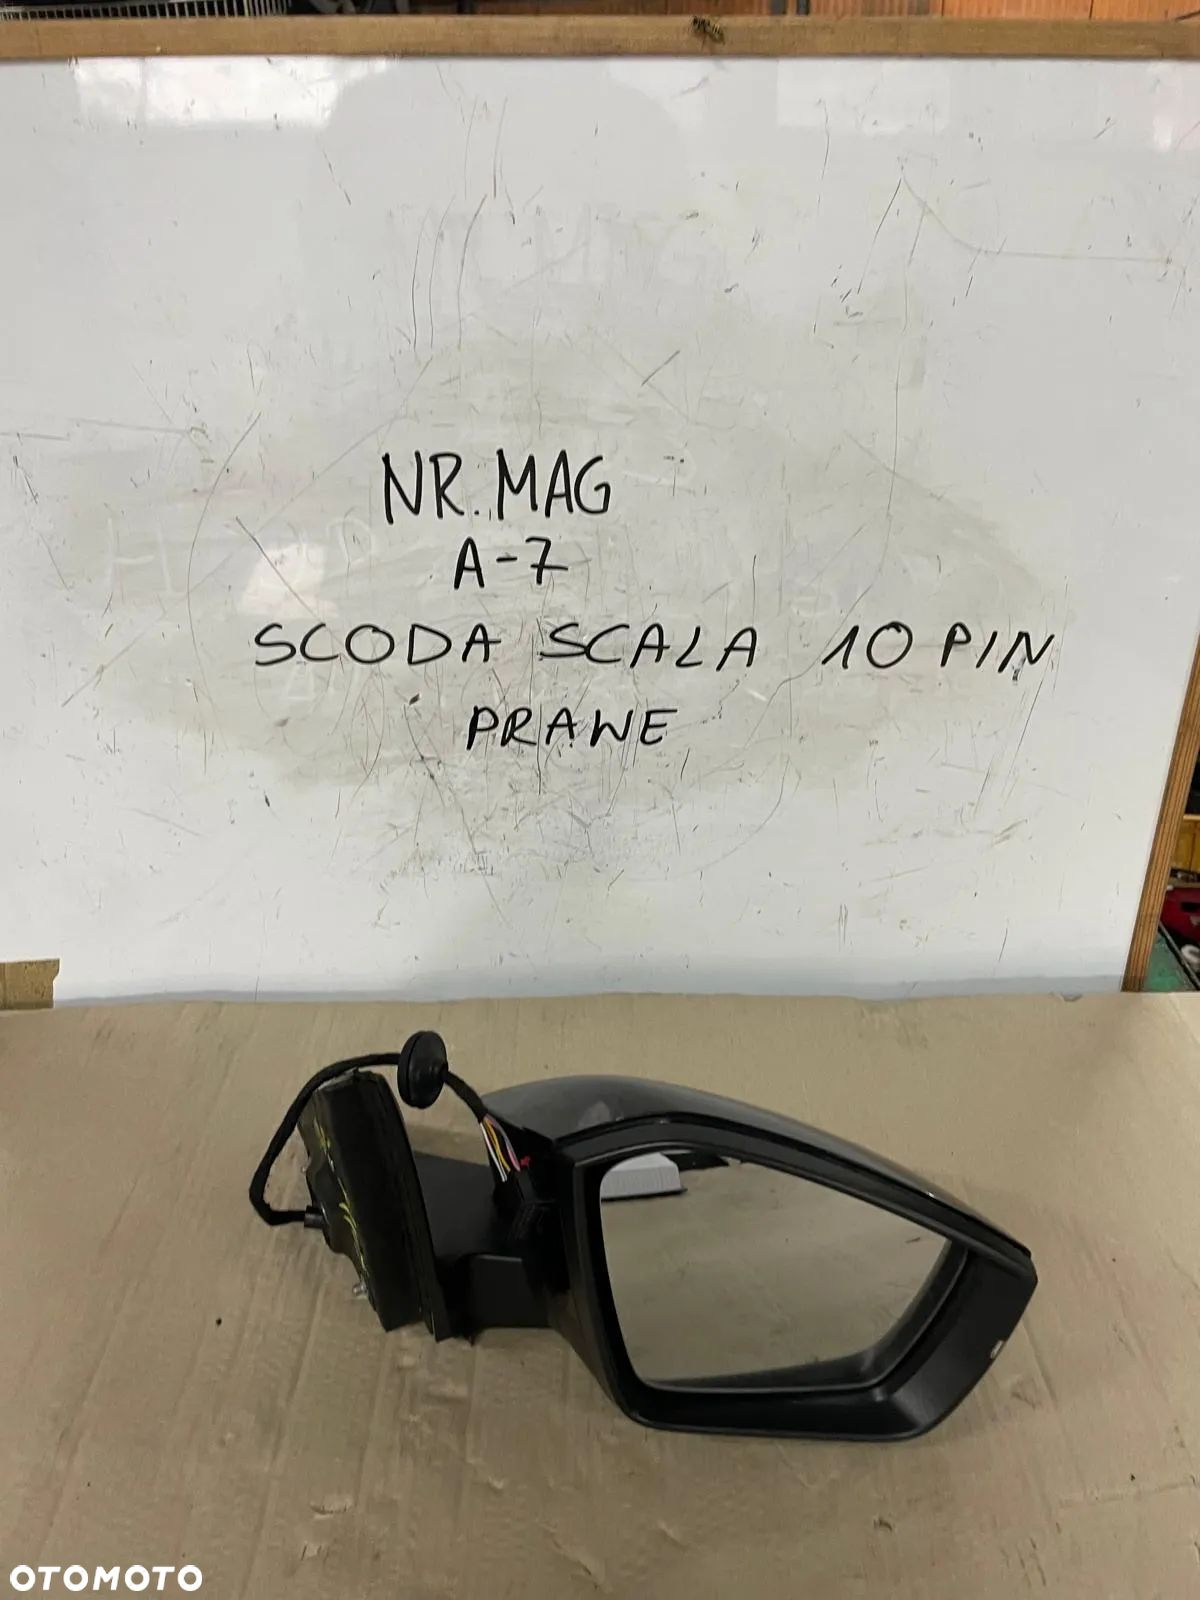 NR. MAG
A-7
SCODA SCALA 10 PIN
PRAWE
OTOMOTO